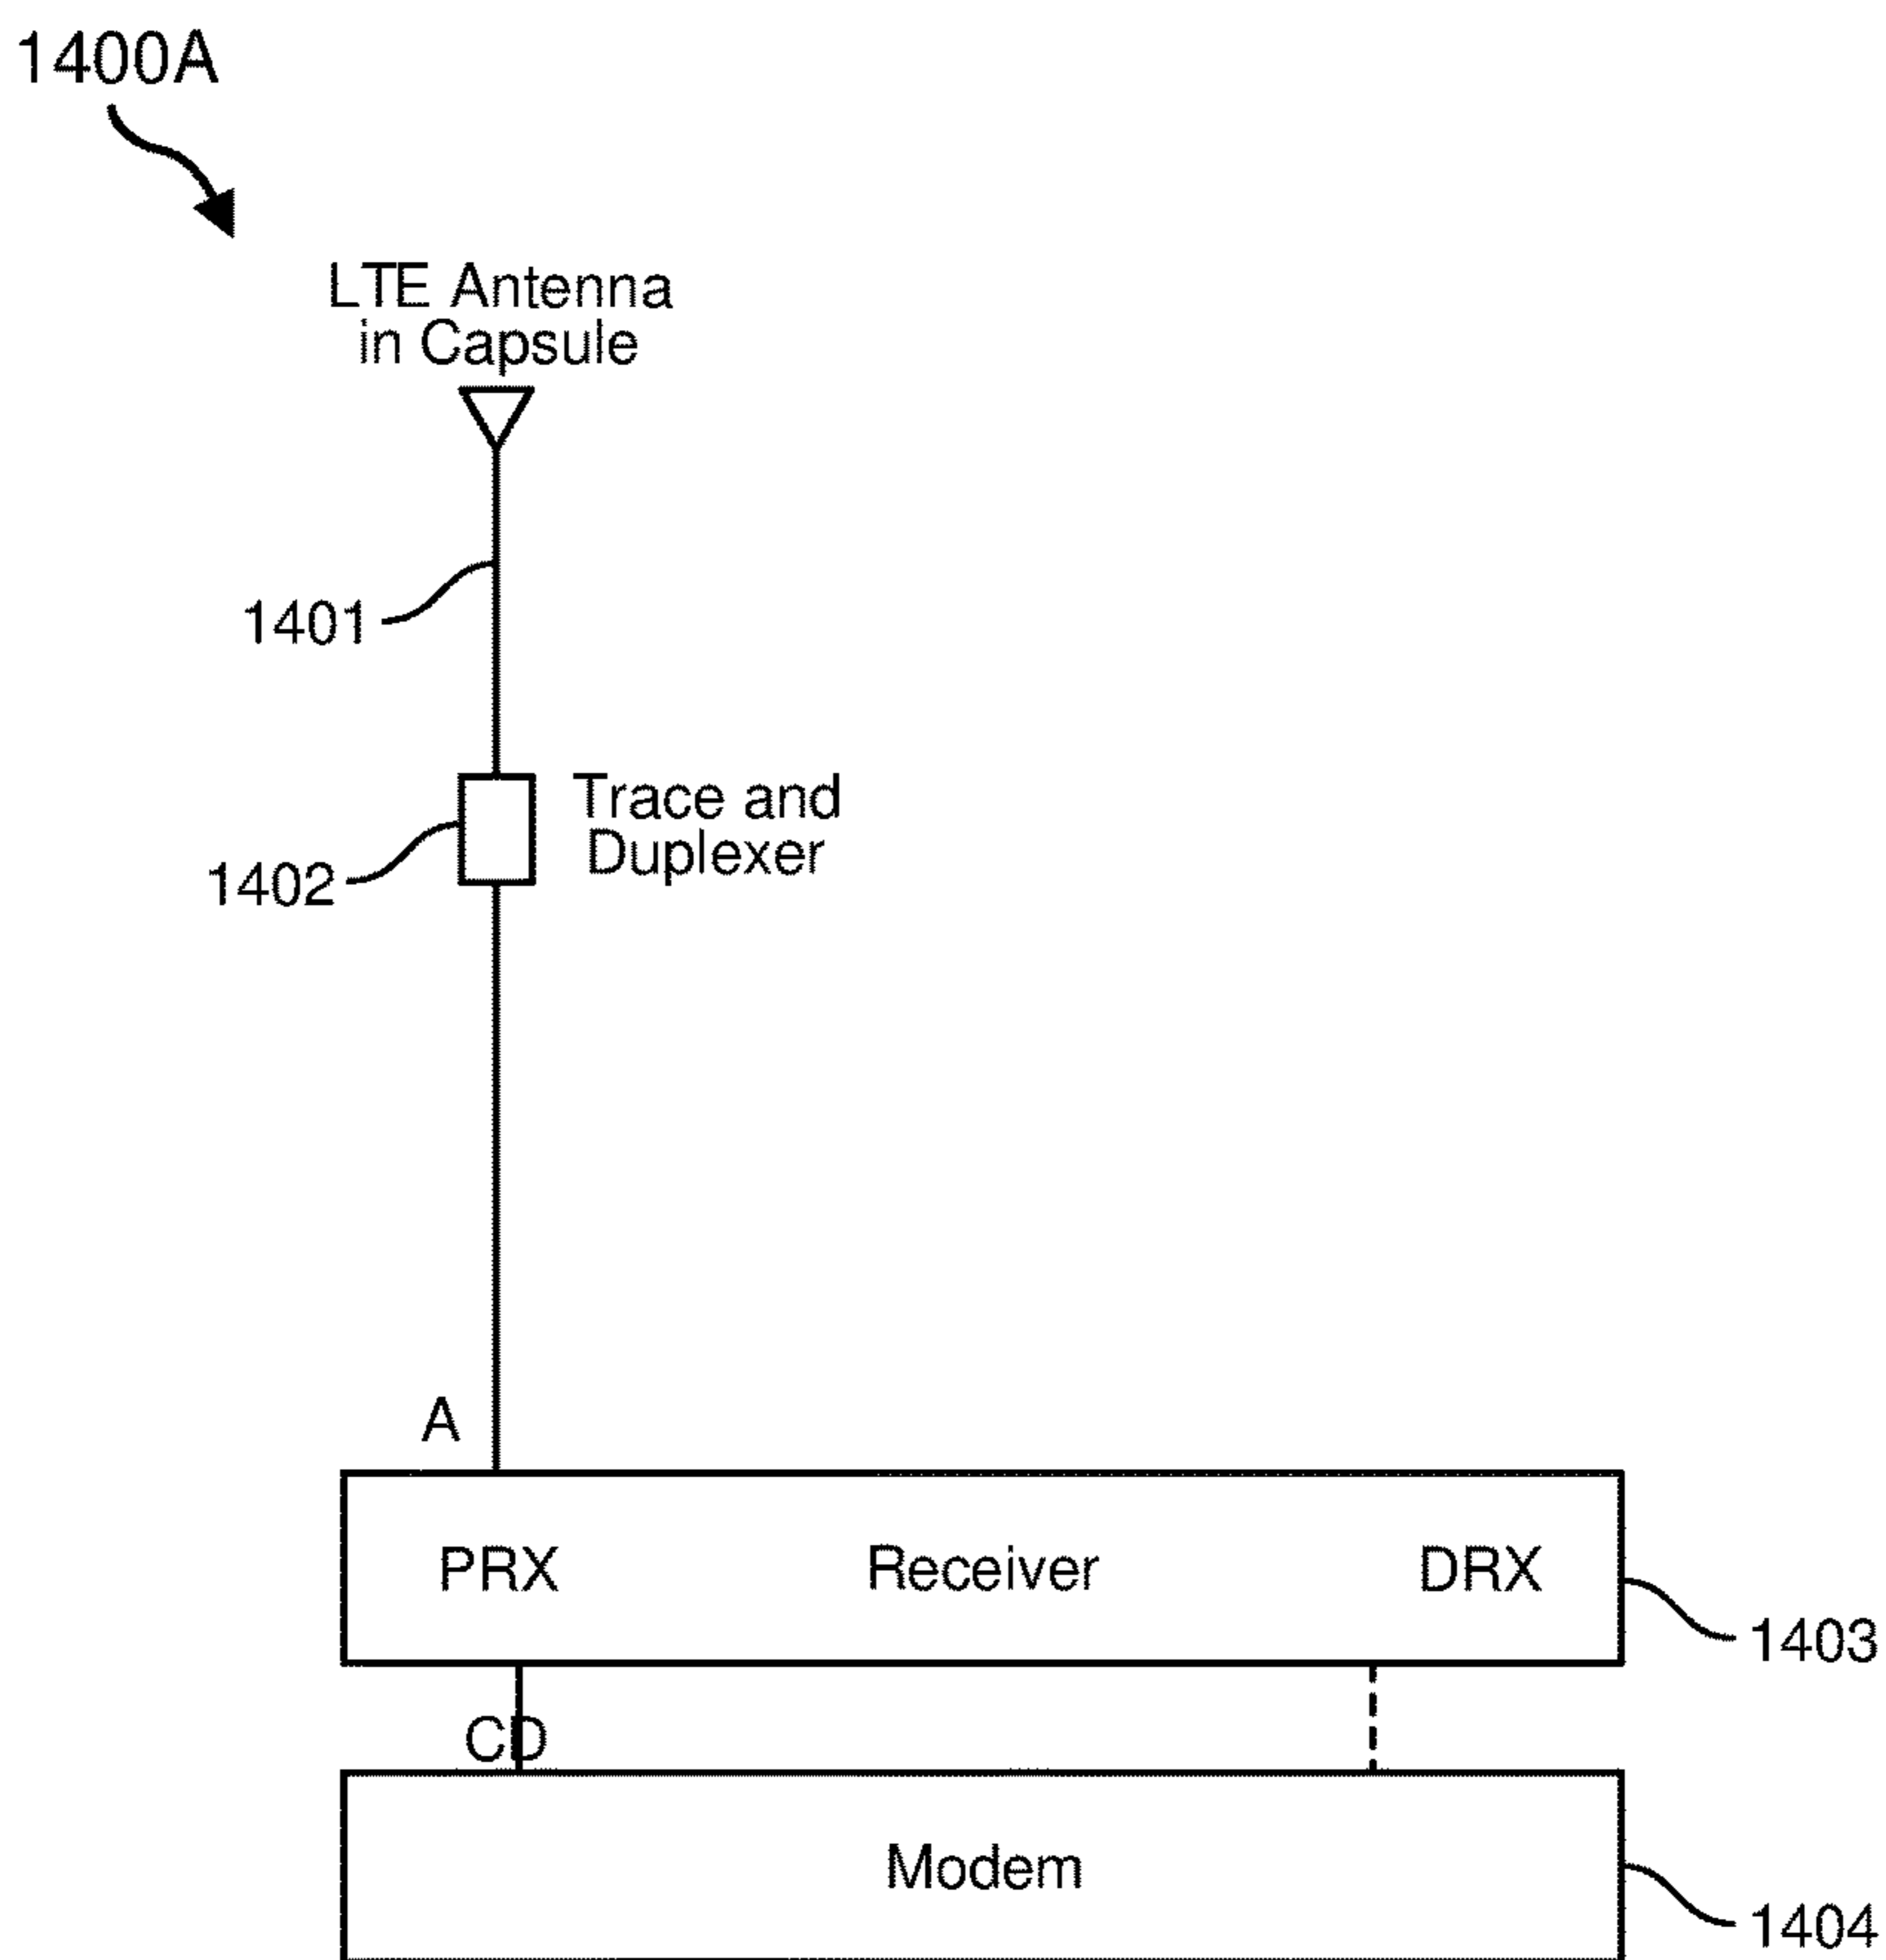 1400A
LTE Antenna
in Capsule
1401
Trace and
Duplexer
1402
A
PRX Receiver DRX
1403
CD
Modem
1404